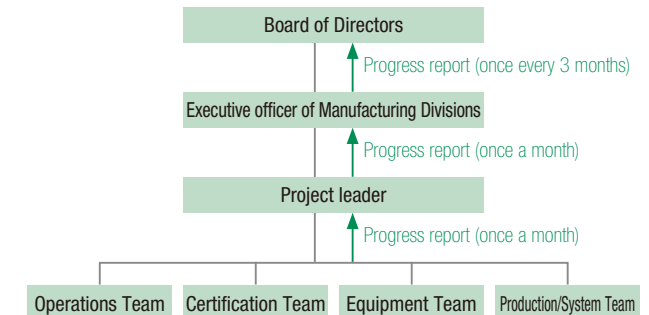 Board of Directors
Progress report (once every 3 months)
Executive officer of Manufacturing Divisions
Progress report (once a month)
Project leader
Progress report (once a month)
Operations Team
Certification Team
Equipment Team
Production/System Team